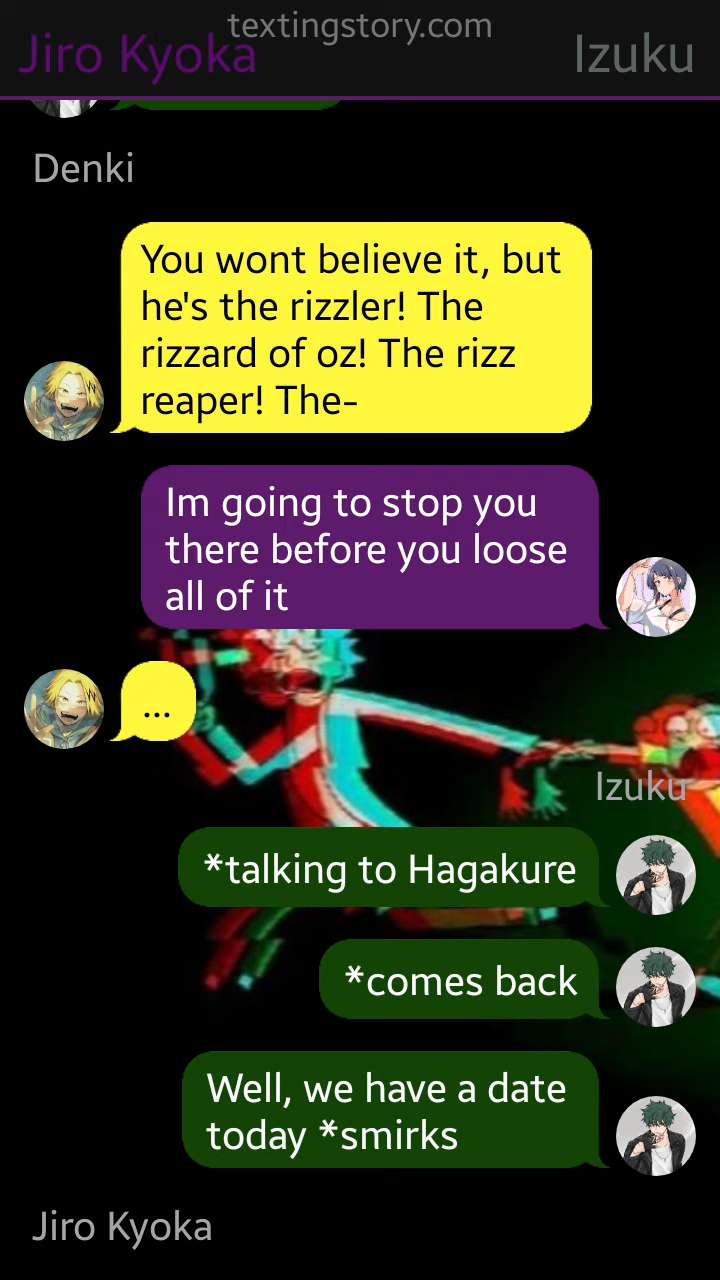 textingstory.com
Jiro Kyoka
Izuku
Denki
You wont believe it, but
he's the rizzler! The
rizzard of oz! The rizz
reaper! The-
Im going to stop you
there before you loose
all of it
...
Izuku
*talking to Hagakure
*comes back
Well, we have a date
today *smirks
Jiro Kyoka